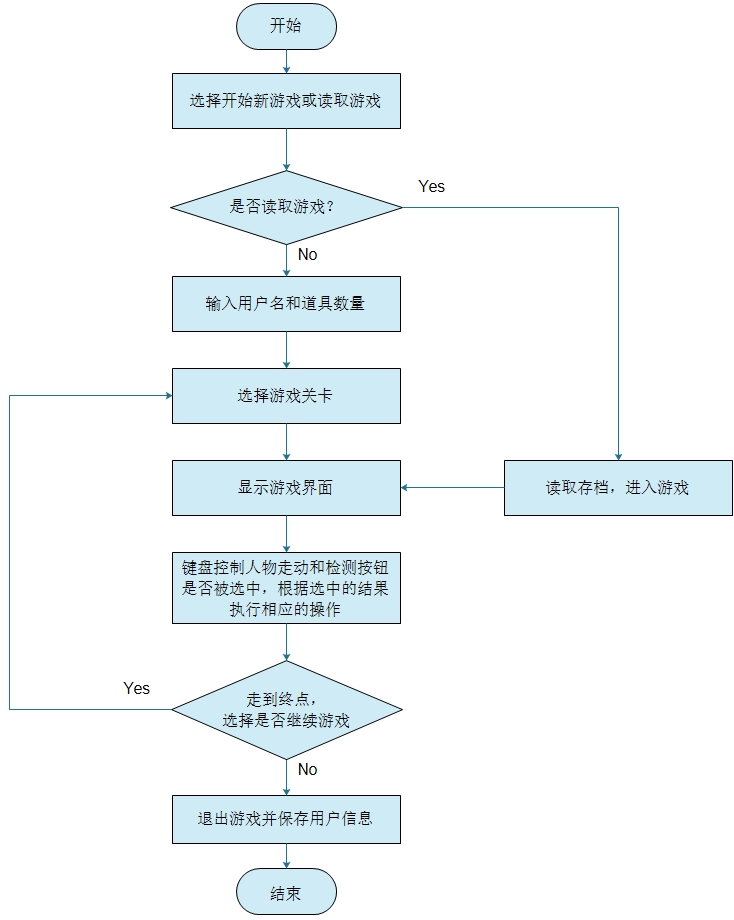 开始
选择开始新游戏或读取游戏
是否读取游戏？
Yes
No
输入用户名和道具数量
选择游戏关卡
显示游戏界面
读取存档，进入游戏
键盘控制人物走动和检测按钮
是否被选中，根据选中的结果
执行相应的操作
Yes
走到终点，
选择是否继续游戏
No
退出游戏并保存用户信息
结束